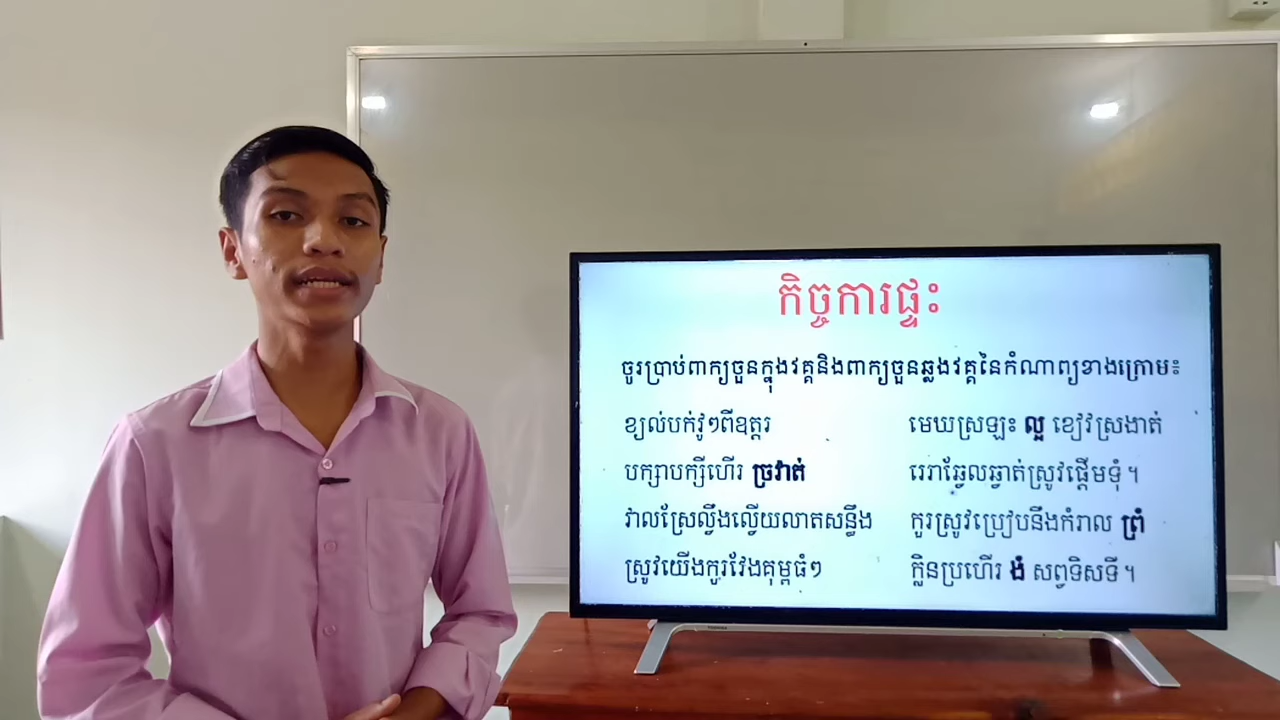 កិច្ចការផ្ទះ
ចូរប្រាប់ពាក្យចួនក្នុងវគ្គនិងពាក្យចួនឆ្លងវគ្គនៃកំណាព្យខាងក្រោម៖
ខ្យល់បក់វូៗពីឧត្តរ មេឃស្រឡះ ល្អ ខៀវស្រងាត់
បក្សាបក្សីហើរ ច្រវាត់ រេរាឆ្វែលឆ្វាត់ស្រូវផ្ដើមទុំ។
វាលស្រែល្វឹងល្វើយលាតសន្ធឹង កួរស្រូវប្រៀបនឹងកំរាល ព្រំ
ស្រូវយើងកួរវែងគុម្ពធំៗ ក្លិនប្រហើរ ងំ សព្វទិសទី។
TOSHIBA